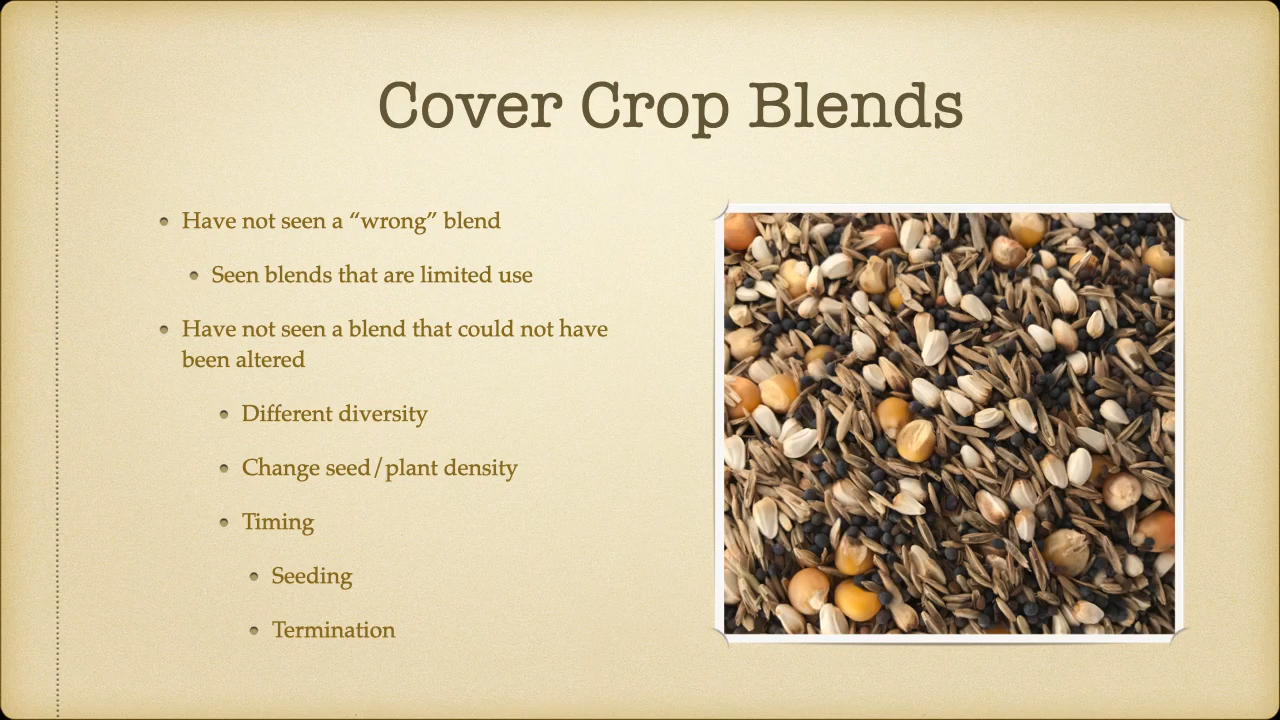 Cover Crop Blends
Have not seen a “wrong” blend
Seen blends that are limited use
Have not seen a blend that could not have
been altered
Different diversity
Change seed/plant density
Timing
Seeding
Termination